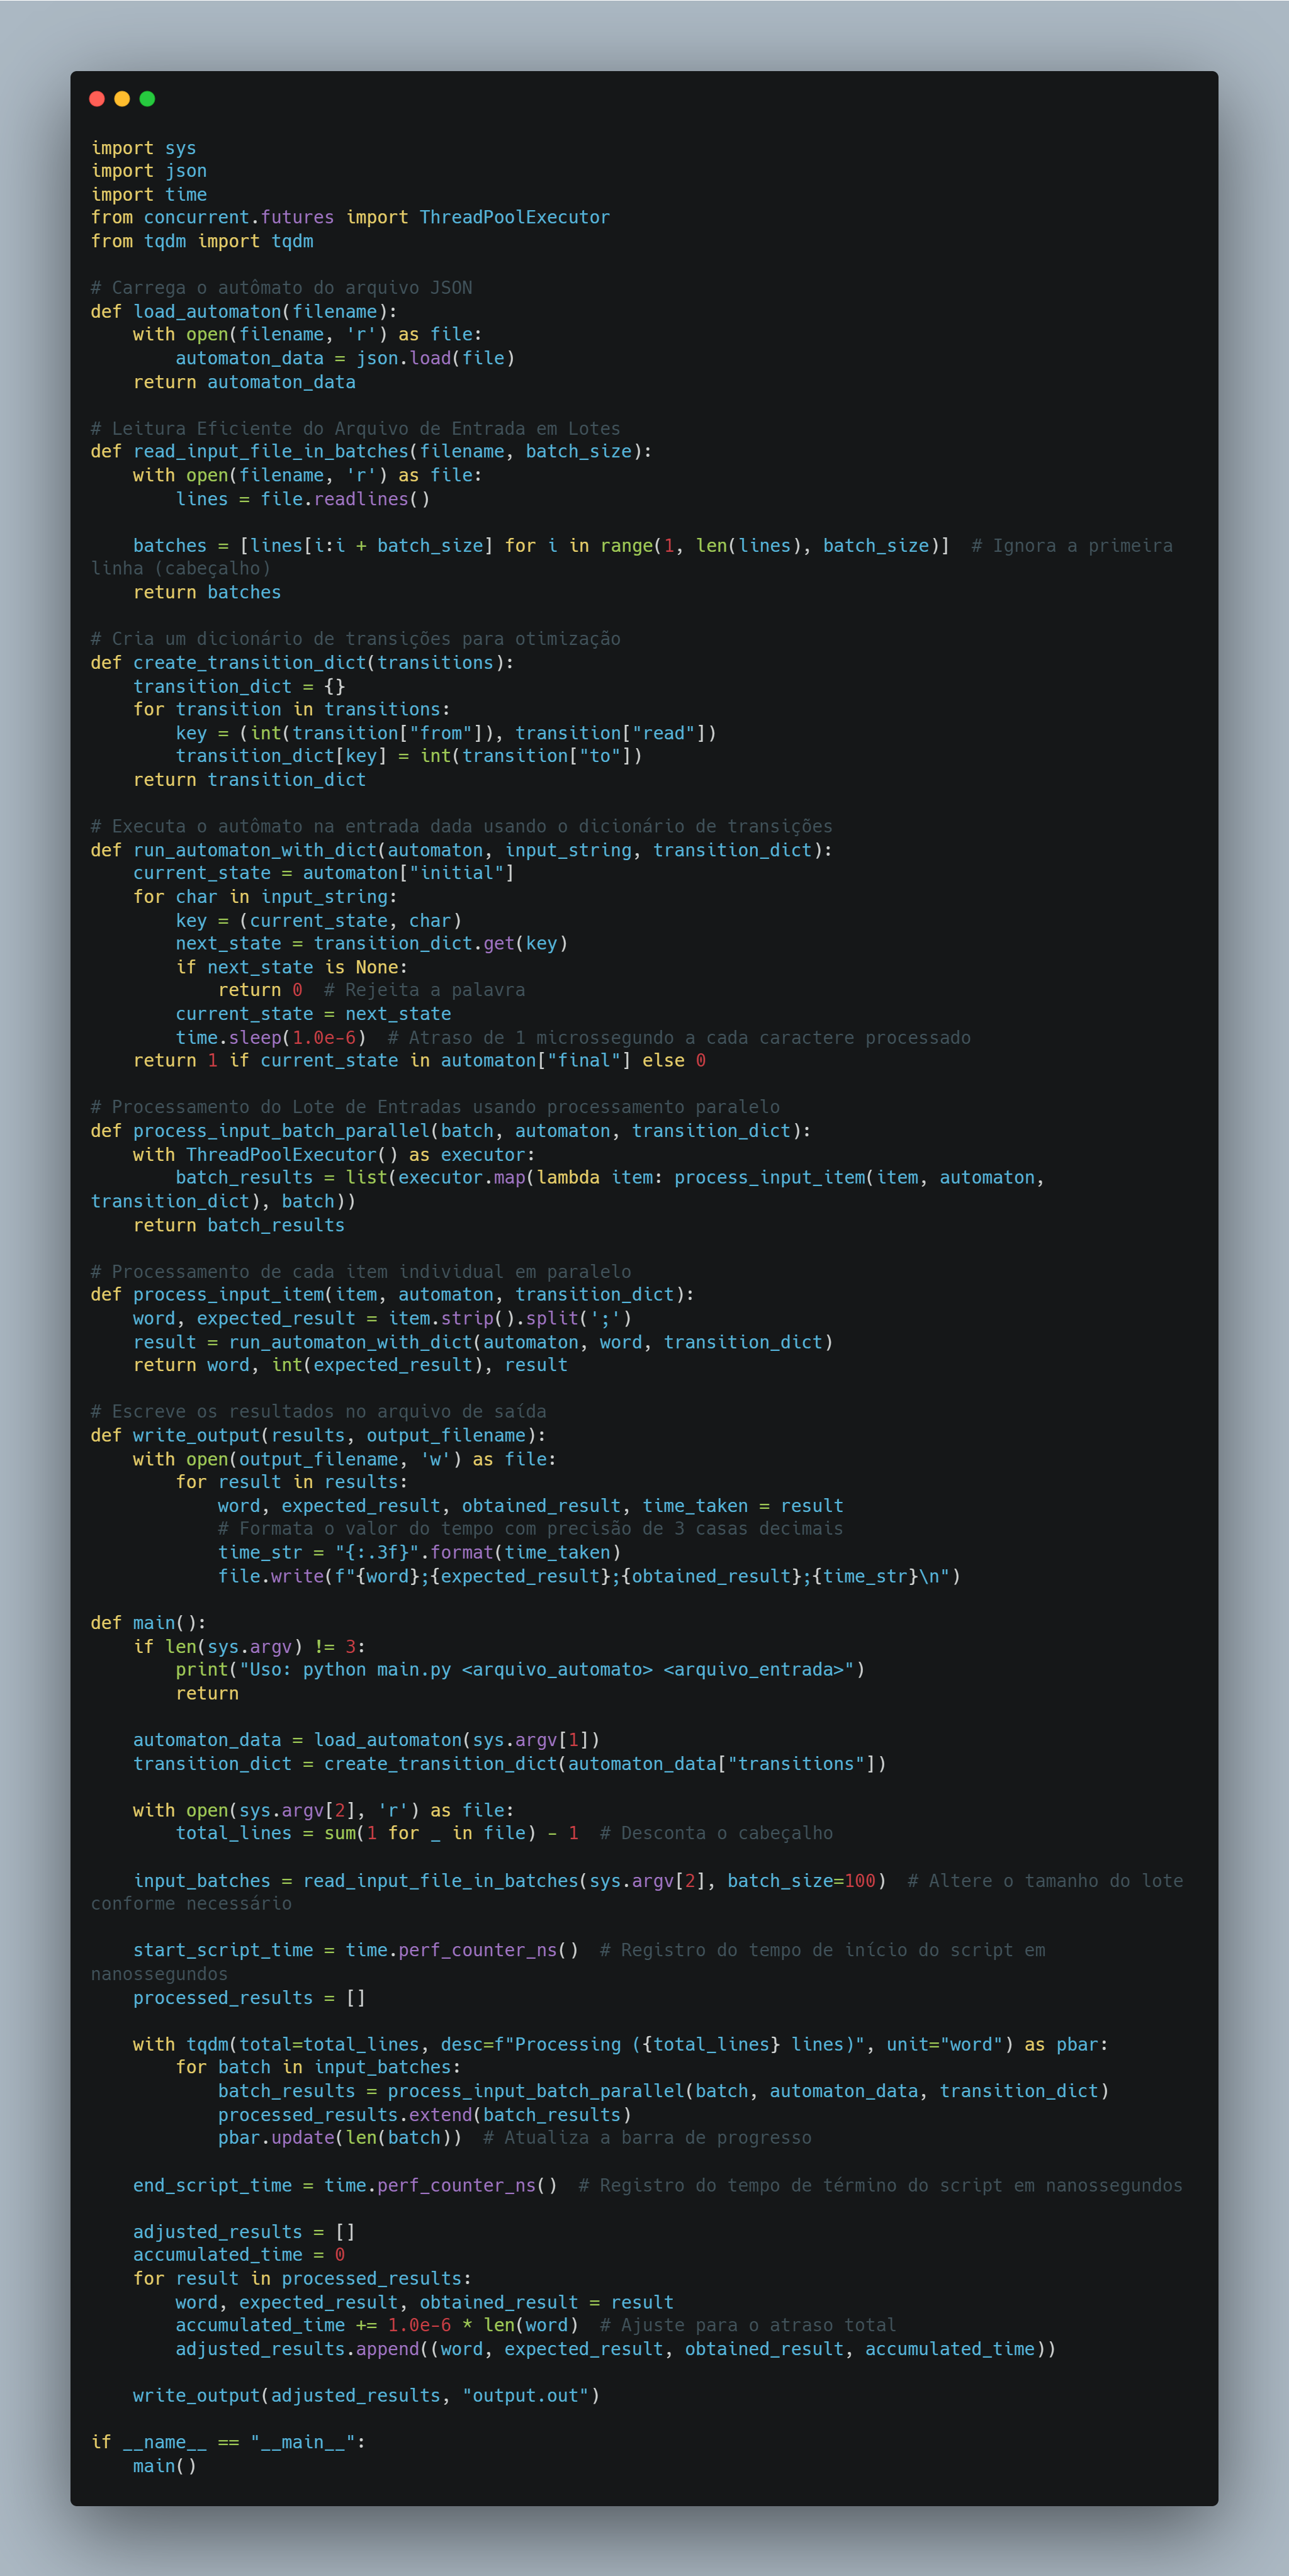 import sys
import json
import time
from concurrent.futures import ThreadPoolExecutor
from tqdm import tqdm

# Carrega o autômato do arquivo JSON
def load_automaton(filename):
    with open(filename, 'r') as file:
        automaton_data = json.load(file)
    return automaton_data

# Leitura Eficiente do Arquivo de Entrada em Lotes
def read_input_file_in_batches(filename, batch_size):
    with open(filename, 'r') as file:
        lines = file.readlines()

    batches = [lines[i:i + batch_size] for i in range(1, len(lines), batch_size)]  # Ignora a primeira
linha (cabeçalho)
    return batches

# Cria um dicionário de transições para otimização
def create_transition_dict(transitions):
    transition_dict = {}
    for transition in transitions:
        key = (int(transition["from"]), transition["read"])
        transition_dict[key] = int(transition["to"])
    return transition_dict

# Executa o autômato na entrada dada usando o dicionário de transições
def run_automaton_with_dict(automaton, input_string, transition_dict):
    current_state = automaton["initial"]
    for char in input_string:
        key = (current_state, char)
        next_state = transition_dict.get(key)
        if next_state is None:
            return 0  # Rejeita a palavra
        current_state = next_state
        time.sleep(1.0e-6)  # Atraso de 1 microssegundo a cada caractere processado
    return 1 if current_state in automaton["final"] else 0

# Processamento do Lote de Entradas usando processamento paralelo
def process_input_batch_parallel(batch, automaton, transition_dict):
    with ThreadPoolExecutor() as executor:
        batch_results = list(executor.map(lambda item: process_input_item(item, automaton,
transition_dict), batch))
    return batch_results

# Processamento de cada item individual em paralelo
def process_input_item(item, automaton, transition_dict):
    word, expected_result = item.strip().split(';')
    result = run_automaton_with_dict(automaton, word, transition_dict)
    return word, int(expected_result), result

# Escreve os resultados no arquivo de saída
def write_output(results, output_filename):
    with open(output_filename, 'w') as file:
        for result in results:
            word, expected_result, obtained_result, time_taken = result
            # Formata o valor do tempo com precisão de 3 casas decimais
            time_str = "{:.3f}".format(time_taken)
            file.write(f"{word};{expected_result};{obtained_result};{time_str}\n")

def main():
    if len(sys.argv) != 3:
        print("Uso: python main.py <arquivo_automato> <arquivo_entrada>")
        return

    automaton_data = load_automaton(sys.argv[1])
    transition_dict = create_transition_dict(automaton_data["transitions"])

    with open(sys.argv[2], 'r') as file:
        total_lines = sum(1 for _ in file) - 1  # Desconta o cabeçalho

    input_batches = read_input_file_in_batches(sys.argv[2], batch_size=100)  # Altere o tamanho do lote
conforme necessário

    start_script_time = time.perf_counter_ns()  # Registro do tempo de início do script em
nanossegundos
    processed_results = []

    with tqdm(total=total_lines, desc=f"Processing ({total_lines} lines)", unit="word") as pbar:
        for batch in input_batches:
            batch_results = process_input_batch_parallel(batch, automaton_data, transition_dict)
            processed_results.extend(batch_results)
            pbar.update(len(batch))  # Atualiza a barra de progresso

    end_script_time = time.perf_counter_ns()  # Registro do tempo de término do script em nanossegundos

    adjusted_results = []
    accumulated_time = 0
    for result in processed_results:
        word, expected_result, obtained_result = result
        accumulated_time += 1.0e-6 * len(word)  # Ajuste para o atraso total
        adjusted_results.append((word, expected_result, obtained_result, accumulated_time))

    write_output(adjusted_results, "output.out")

if __name__ == "__main__":
    main()